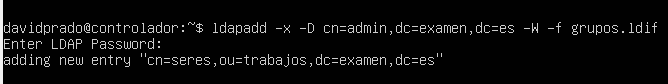 davidprado@controlador:~$ ldapadd -x -D cn=admin,dc=examen,dc=es -W -f grupos.ldif
Enter LDAP Password:
adding new entry "cn=seres,ou=trabajos,dc=examen,dc=es"